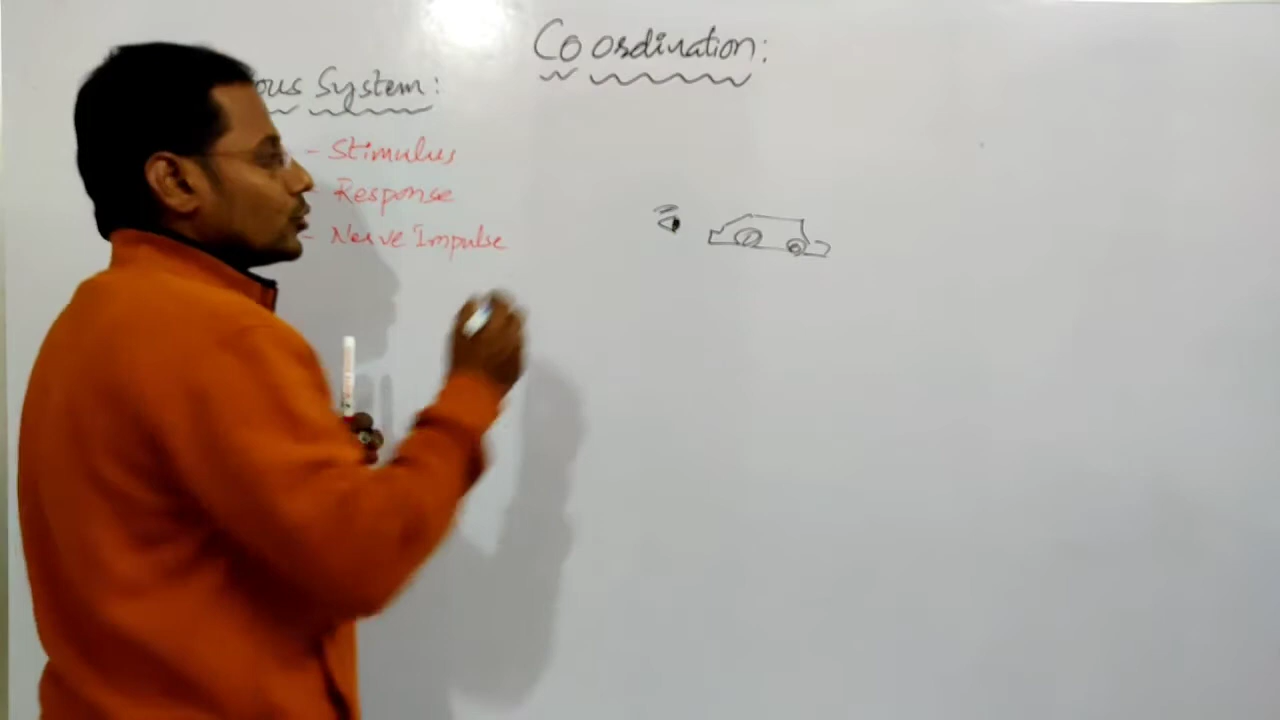 Coordination:
ous System:
- Stimulus
- Response
- Nerve Impulse